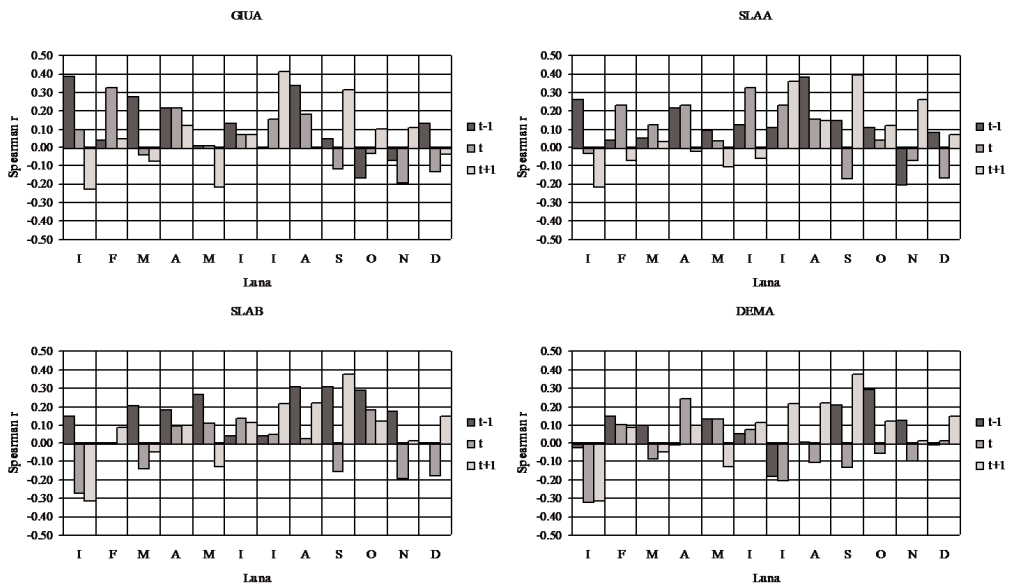 GIUA
0.50
0.40
0.30
0.20
0.10
0.00
-0.10
-0.20
-0.30
-0.40
-0.50
Spearman r
I F M A M I I A S O N D
Luna
t-1
t
t+1
SLAA
0.50
0.40
0.30
0.20
0.10
0.00
-0.10
-0.20
-0.30
-0.40
-0.50
Spearman r
I F M A M I I A S O N D
Luna
t-1
t
t+1
SLAB
0.50
0.40
0.30
0.20
0.10
0.00
-0.10
-0.20
-0.30
-0.40
-0.50
Spearman r
I F M A M I I A S O N D
Luna
t-1
t
t+1
DEMA
0.50
0.40
0.30
0.20
0.10
0.00
-0.10
-0.20
-0.30
-0.40
-0.50
Spearman r
I F M A M I I A S O N D
Luna
t-1
t
t+1